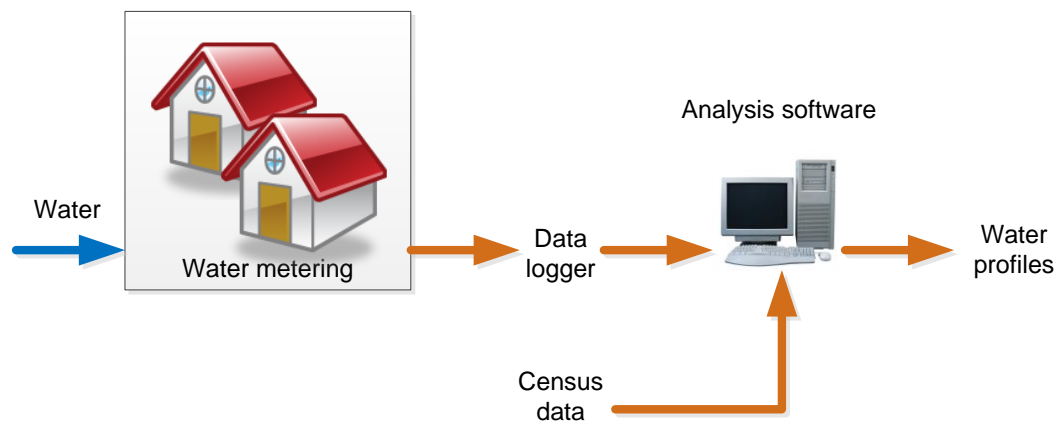 Analysis software
Water
Water metering
Data
logger
Water
profiles
Census
data